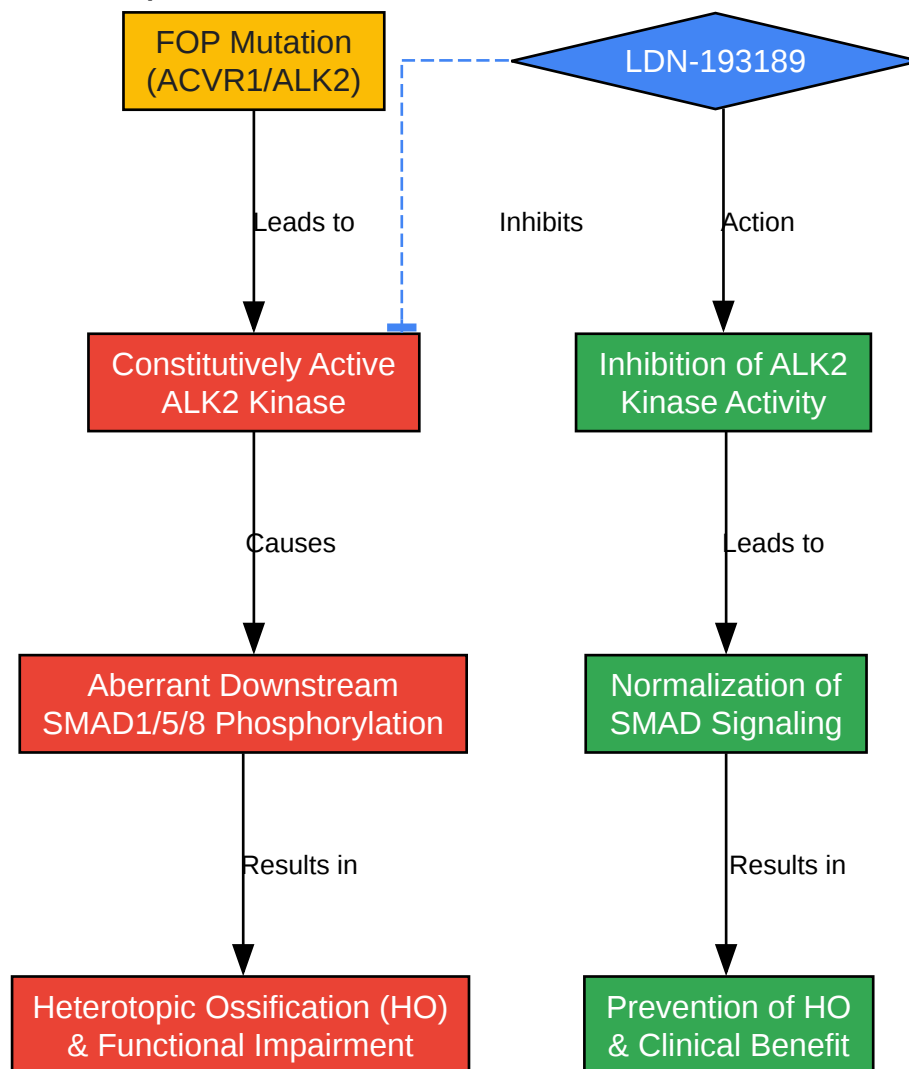 FOP Mutation
(ACVR1/ALK2)
LDN-193189
Leads to
Inhibits
Action
Constitutively Active
ALK2 Kinase
Inhibition of ALK2
Kinase Activity
Causes
Leads to
Aberrant Downstream
SMAD1/5/8 Phosphorylation
Normalization of
SMAD Signaling
Results in
Results in
Heterotopic Ossification (HO)
& Functional Impairment
Prevention of HO
& Clinical Benefit